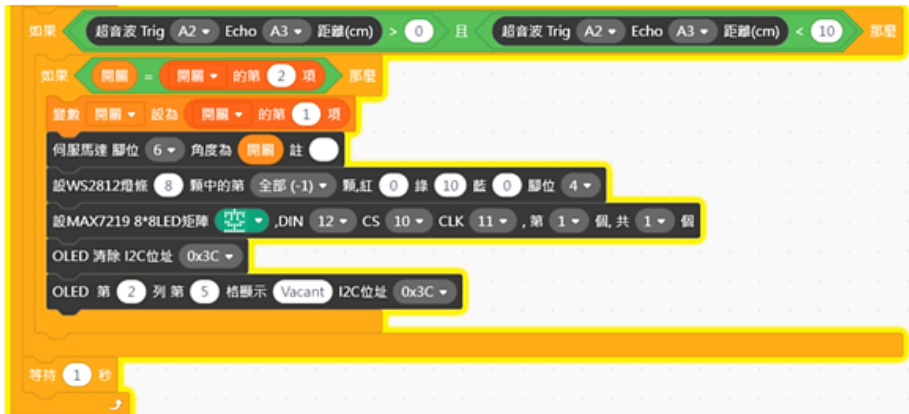 如果 超音波 Trig A2 Echo A3 距離(cm) > 0 且 超音波 Trig A2 Echo A3 距離(cm) < 10 那麼
如果 開關 = 開關 的第 2 項 那麼
變數 開關 設為 開關 的第 1 項
伺服馬達 腳位 6 角度為 開關 註
設WS2812燈條 8 顆中的第 全部 (-1) 顆,紅 0 綠 10 藍 0 腳位 4
設MAX7219 8*8LED矩陣 ,DIN 12 CS 10 CLK 11 , 第 1 個, 共 1 個
OLED 清除 I2C位址 0x3C
OLED 第 2 列 第 5 格顯示 Vacant I2C位址 0x3C
等待 1 秒